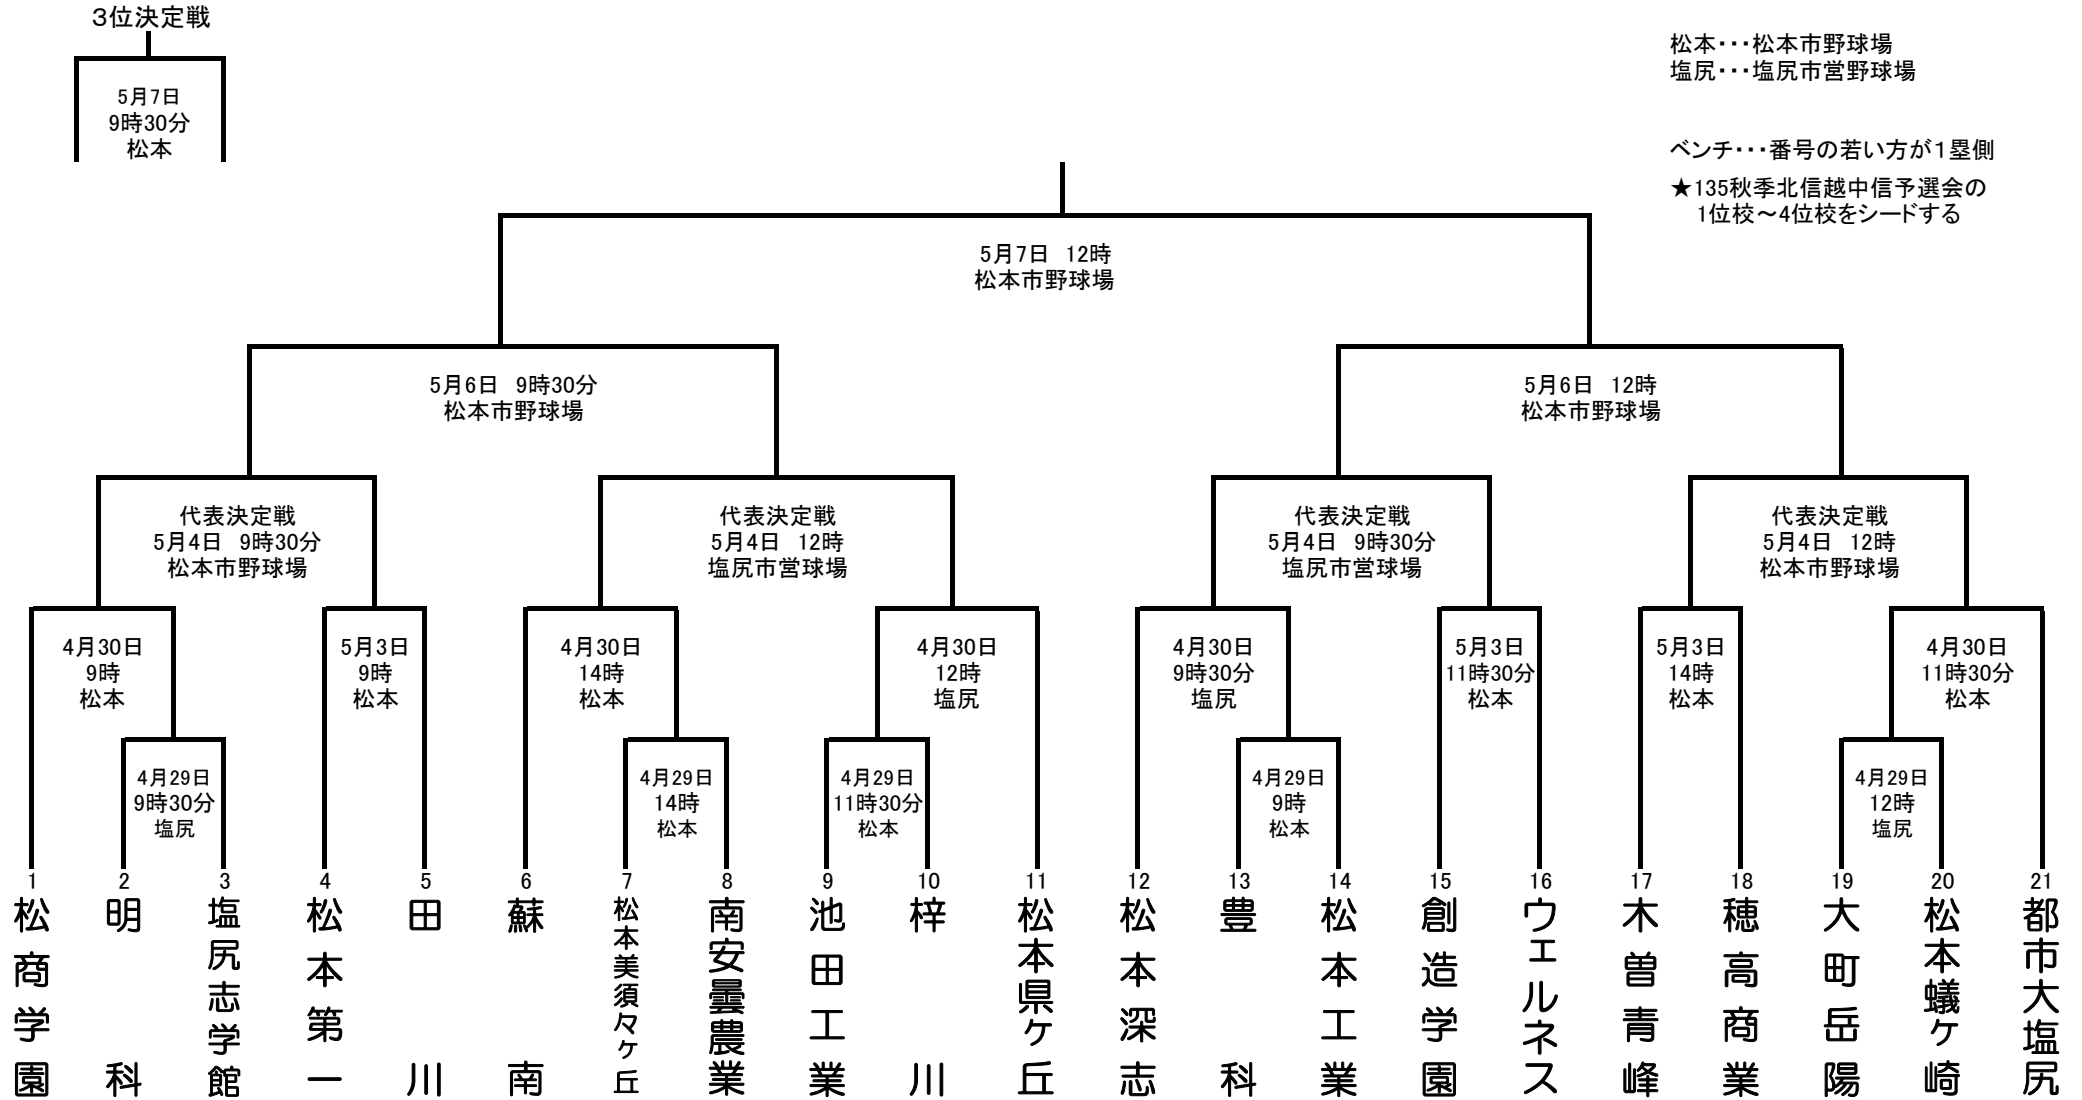 ３位決定戦
5月7日
9時30分
松本
松本･･･松本市野球場
塩尻･･･塩尻市営野球場
ベンチ･･･番号の若い方が１塁側
★135秋季北信越中信予選会の
1位校～4位校をシードする
5月7日　12時
松本市野球場
5月6日　9時30分
松本市野球場
5月6日　12時
松本市野球場
代表決定戦
5月4日　9時30分
松本市野球場
代表決定戦
5月4日　12時
塩尻市営球場
代表決定戦
5月4日　9時30分
塩尻市営球場
代表決定戦
5月4日　12時
松本市野球場
4月30日
9時
松本
5月3日
9時
松本
4月30日
14時
松本
4月30日
12時
塩尻
4月30日
9時30分
塩尻
5月3日
11時30分
松本
5月3日
14時
松本
4月30日
11時30分
松本
4月29日
9時30分
塩尻
4月29日
14時
松本
4月29日
11時30分
松本
4月29日
9時
松本
4月29日
12時
塩尻
1
松商学園
2
明科
3
塩尻志学館
4
松本第一
5
田川
6
蘇南
7
松本美須々ケ丘
8
南安曇農業
9
池田工業
10
梓川
11
松本県ケ丘
12
松本深志
13
豊科
14
松本工業
15
創造学園
16
ウェルネス
17
木曽青峰
18
穂高商業
19
大町岳陽
20
松本蟻ケ崎
21
都市大塩尻